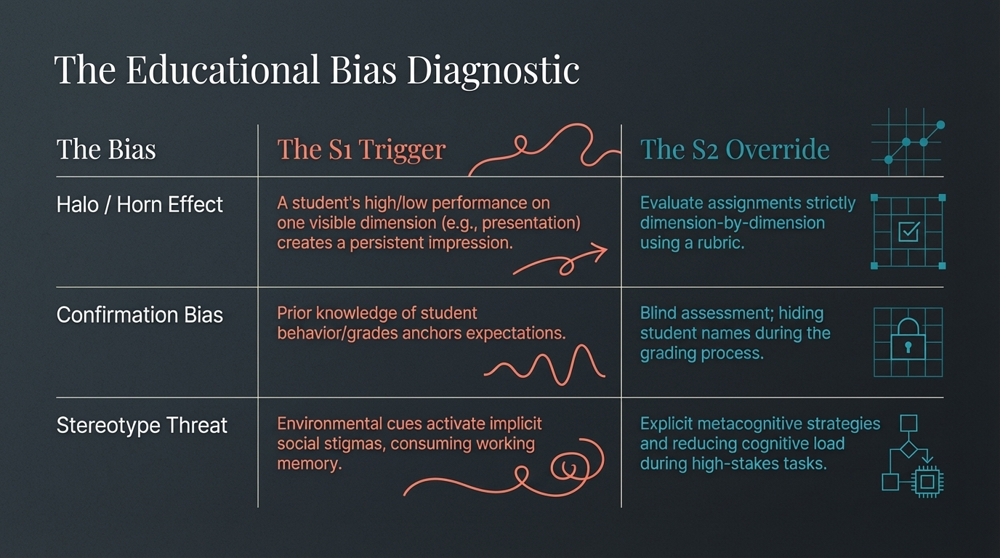 The Educational Bias Diagnostic
The Bias
The S1 Trigger
The S2 Override
Halo / Horn Effect
A student's high/low performance on
one visible dimension (e.g., presentation)
creates a persistent impression.
Evaluate assignments strictly
dimension-by-dimension
using a rubric.
Confirmation Bias
Prior knowledge of student
behavior/grades anchors expectations.
Blind assessment; hiding
student names during the
grading process.
Stereotype Threat
Environmental cues activate implicit
social stigmas, consuming working
memory.
Explicit metacognitive strategies
and reducing cognitive load
during high-stakes tasks.